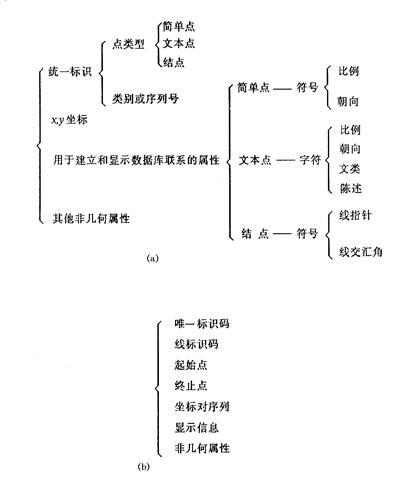 统一标识
点类型
简单点
文本点
结点
类别或序列号
x,y坐标
用于建立和显示数据库联系的属性
简单点 —— 符号
比例
朝向
文本点 —— 字符
比例
朝向
文类
陈述
结 点 —— 符号
线指针
线交汇角
其他非几何属性
(a)
唯一标识码
线标识码
起始点
终止点
坐标对序列
显示信息
非几何属性
(b)